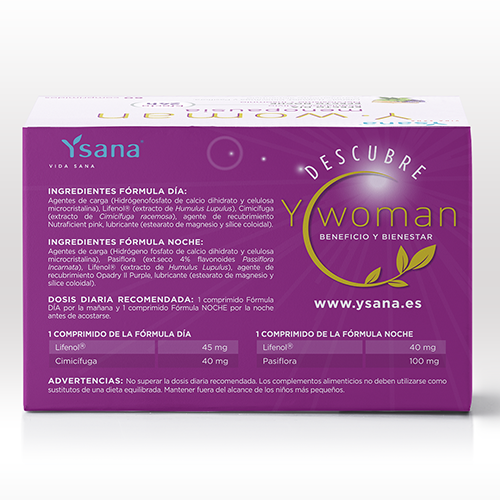 Y woman
menopausia
Ysana
Ysana®
VIDA SANA
DESCUBRE
Y woman
BENEFICIO Y BIENESTAR
www.ysana.es
INGREDIENTES FÓRMULA DÍA:
Agentes de carga (Hidrógenofosfato de calcio dihidrato y celulosa
microcristalina), Lifenol® (extracto de Humulus Lupulus), Cimicífuga
(extracto de Cimicífuga racemosa), agente de recubrimiento
Nutraficient pink, lubricante (estearato de magnesio y sílice coloidal).
INGREDIENTES FÓRMULA NOCHE:
Agentes de carga (Hidrógeno fosfato de calcio dihidrato y celulosa
microcristalina), Pasiflora (ext.seco 4% flavonoides Passiflora
Incarnata), Lifenol® (extracto de Humulus Lupulus), agente de
recubrimiento Opadry II Purple, lubricante (estearato de magnesio y
sílice coloidal).
DOSIS DIARIA RECOMENDADA: 1 comprimido Fórmula
DÍA por la mañana y 1 comprimido Fórmula NOCHE por la noche
antes de acostarse.
1 COMPRIMIDO DE LA FÓRMULA DÍA
Lifenol® 45 mg
Cimicífuga 40 mg
1 COMPRIMIDO DE LA FÓRMULA NOCHE
Lifenol® 40 mg
Pasiflora 100 mg
ADVERTENCIAS: No superar la dosis diaria recomendada. Los complementos alimenticios no deben utilizarse como
sustitutos de una dieta equilibrada. Mantener fuera del alcance de los niños más pequeños.